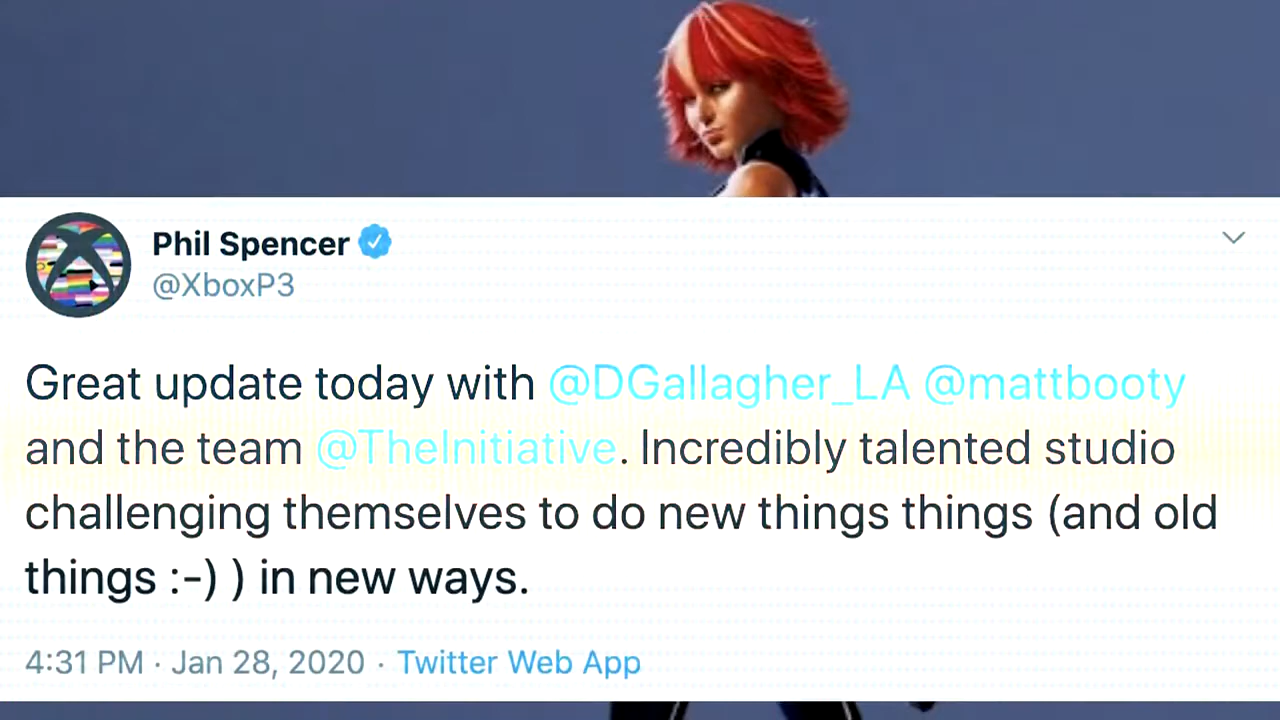 Phil Spencer
@XboxP3
Great update today with @DGallagher_LA @mattbooty
and the team @TheInitiative. Incredibly talented studio
challenging themselves to do new things things (and old
things :-) ) in new ways.
4:31 PM · Jan 28, 2020 · Twitter Web App